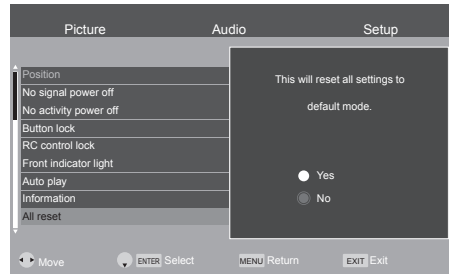 Picture Audio Setup
Position
No signal power off
No activity power off
Button lock
RC control lock
Front indicator light
Auto play
Information
All reset
This will reset all settings to
default mode.
Yes
No
Move ENTER Select MENU Return EXIT Exit